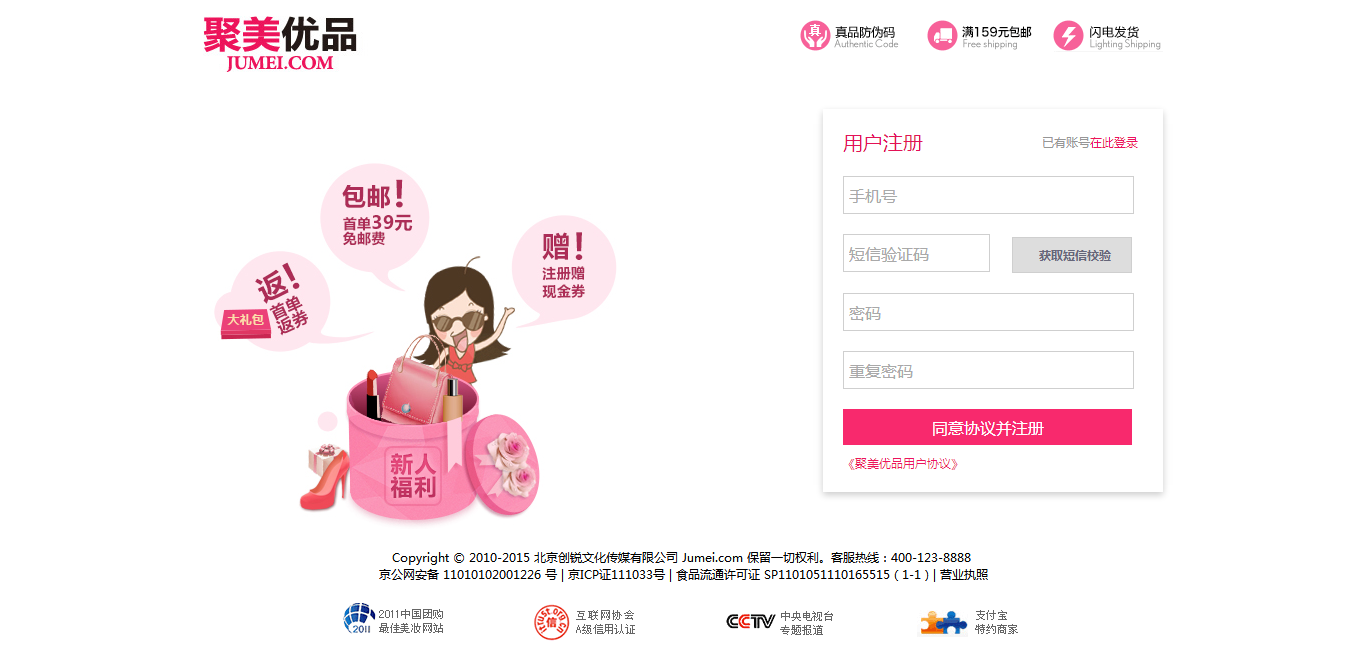 聚美优品
JUMEI.COM
真品防伪码
Authentic Code
满159元包邮
Free shipping
闪电发货
Lighting Shipping
用户注册
已有账号在此登录
手机号
短信验证码
获取短信校验
密码
重复密码
同意协议并注册
《聚美优品用户协议》
包邮！
首单39元
免邮费
赠！
注册赠
现金券
返！
首单
返券
大礼包
新人
福利
Copyright © 2010-2015 北京创锐文化传媒有限公司 Jumei.com 保留一切权利。客服热线：400-123-8888
京公网安备 11010102001226 号 | 京ICP证111033号 | 食品流通许可证 SP1101051110165515（1-1）| 营业执照
2011
2011中国团购
最佳美妆网站
trust.org.cn
信
互联网协会
A级信用认证
CCTV
中央电视台
专题报道
支付宝
特约商家